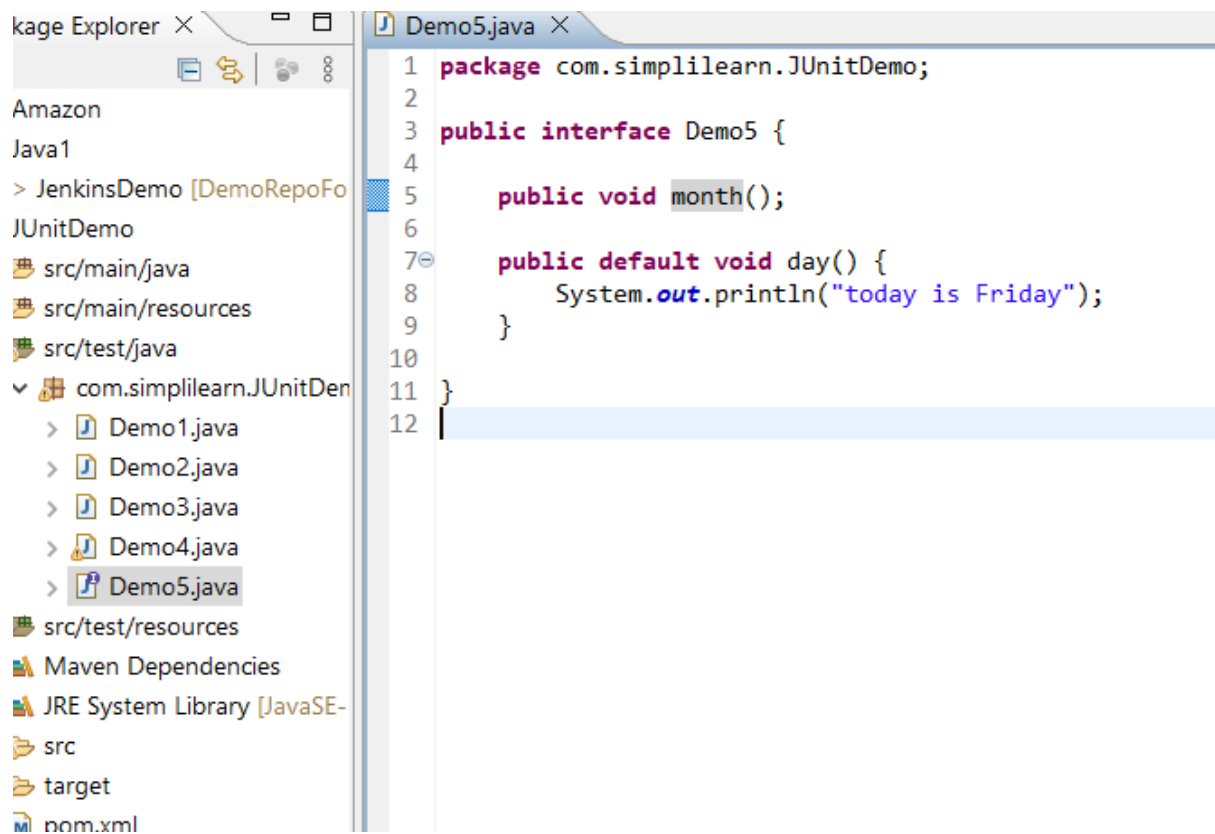 kage Explorer
Amazon
Java1
> JenkinsDemo [DemoRepoFo
JUnitDemo
src/main/java
src/main/resources
src/test/java
com.simplilearn.JUnitDem
Demo1.java
Demo2.java
Demo3.java
Demo4.java
Demo5.java
src/test/resources
Maven Dependencies
JRE System Library [JavaSE-
src
target
pom.xml
Demo5.java
1 package com.simplilearn.JUnitDemo;
2
3 public interface Demo5 {
4
5 public void month();
6
7 public default void day() {
8 System.out.println("today is Friday");
9 }
10
11 }
12